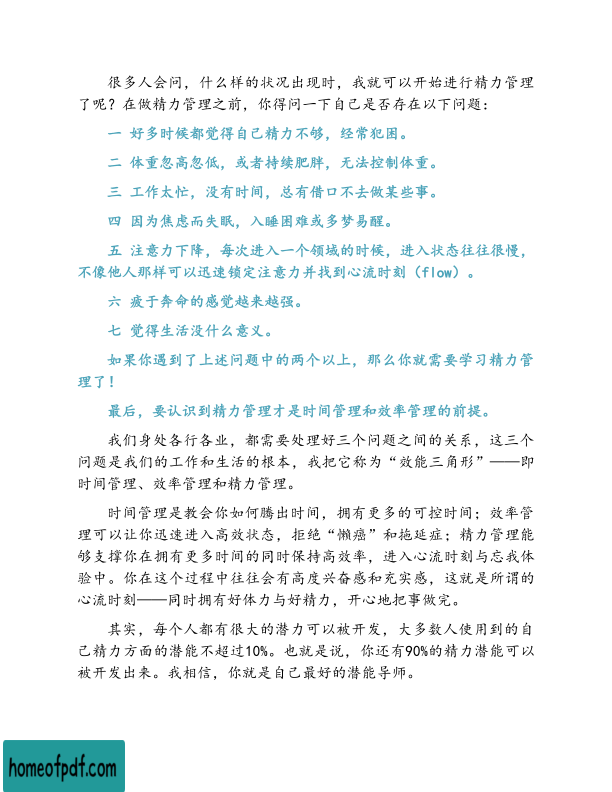 很多人会问，什么样的状况出现时，我就可以开始进行精力管理
了呢？在做精力管理之前，你得问一下自己是否存在以下问题：
一 好多时候都觉得自己精力不够，经常犯困。
二 体重忽高忽低，或者持续肥胖，无法控制体重。
三 工作太忙，没有时间，总有借口不去做某些事。
四 因为焦虑而失眠，入睡困难或多梦易醒。
五 注意力下降，每次进入一个领域的时候，进入状态往往很慢，
不像他人那样可以迅速锁定注意力并找到心流时刻（flow）。
六 疲于奔命的感觉越来越强。
七 觉得生活没什么意义。
如果你遇到了上述问题中的两个以上，那么你就需要学习精力管
理了！
最后，要认识到精力管理才是时间管理和效率管理的前提。
我们身处各行各业，都需要处理好三个问题之间的关系，这三个
问题是我们的工作和生活的根本，我把它称为“效能三角形”——即
时间管理、效率管理和精力管理。
时间管理是教会你如何腾出时间，拥有更多的可控时间；效率管
理可以让你迅速进入高效状态，拒绝“懒癌”和拖延症；精力管理能
够支撑你在拥有更多时间的同时保持高效率，进入心流时刻与忘我体
验中。你在这个过程中往往会有高度兴奋感和充实感，这就是所谓的
心流时刻——同时拥有好体力与好精力，开心地把事做完。
其实，每个人都有很大的潜力可以被开发，大多数人使用到的自
己精力方面的潜能不超过10%。也就是说，你还有90%的精力潜能可以
被开发出来。我相信，你就是自己最好的潜能导师。
homeofpdf.com